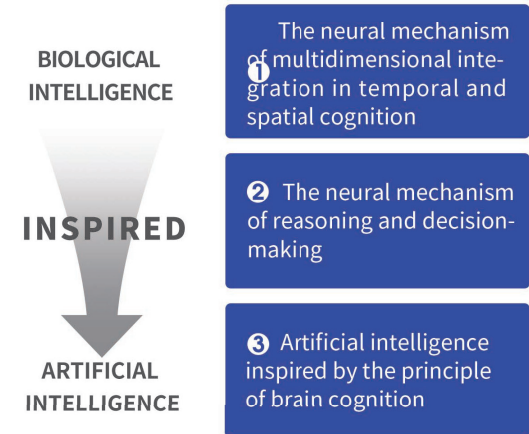 BIOLOGICAL
INTELLIGENCE
INSPIRED
ARTIFICIAL
INTELLIGENCE
The neural mechanism
❶
of multidimensional inte-
gration in temporal and
spatial cognition
❷ The neural mechanism
of reasoning and decision-
making
❸ Artificial intelligence
inspired by the principle
of brain cognition